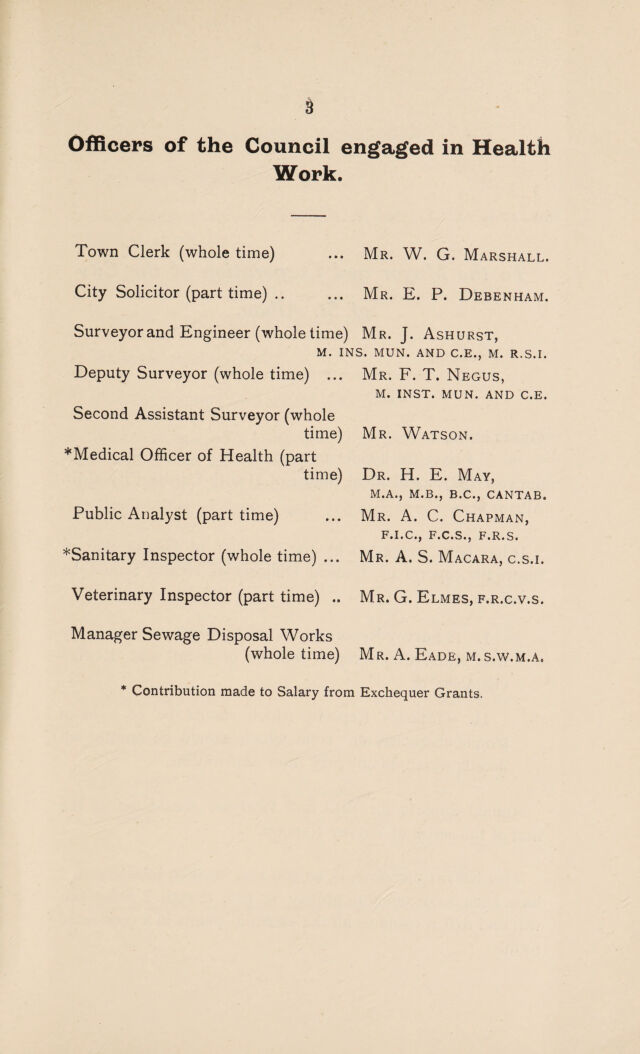 3
Officers of the Council engaged in Health
Work.
Town Clerk (whole time) ... MR. W. G. MARSHALL.
City Solicitor (part time) .. ... MR. E. P. DEBENHAM.
Surveyor and Engineer (whole time) MR. J. ASHURST,
M. INS. MUN. AND C.E., M. R.S.I.
Deputy Surveyor (whole time) ... MR. F. T. NEGUS,
M. INST. MUN. AND C.E.
Second Assistant Surveyor (whole
time) MR. WATSON.
*Medical Officer of Health (part
time) DR. H. E. MAY,
M.A., M.B., B.C., CANTAB.
Public Analyst (part time) ... MR. A. C. CHAPMAN,
F.I.C., F.C.S., F.R.S.
*Sanitary Inspector (whole time) ... MR. A. S. MACARA, C.S.I.
Veterinary Inspector (part time) .. MR. G. ELMES, F.R.C.V.S.
Manager Sewage Disposal Works
(whole time) MR. A. EADE, M.S.W.M.A.
* Contribution made to Salary from Exchequer Grants.